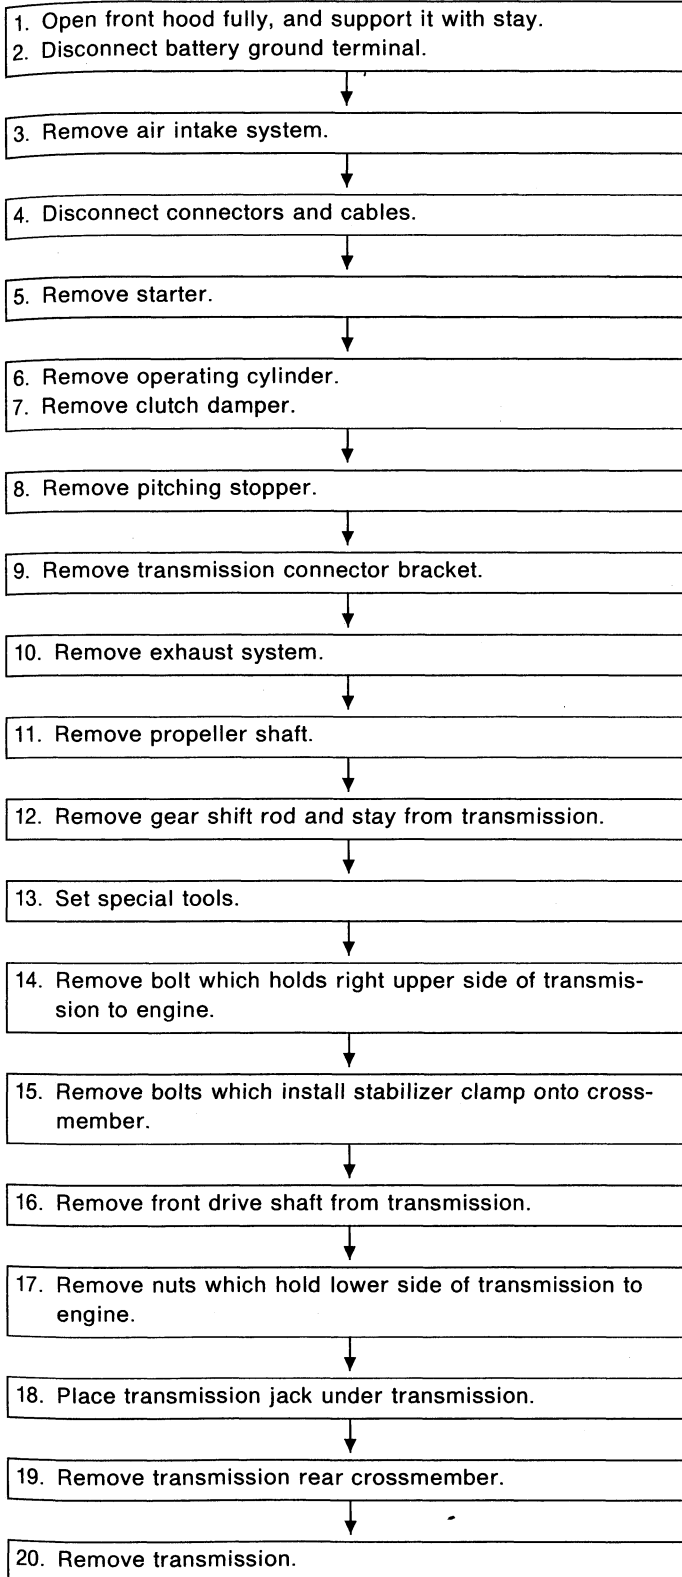 1. Open front hood fully, and support it with stay.
2. Disconnect battery ground terminal.
3. Remove air intake system.
4. Disconnect connectors and cables.
5. Remove starter.
6. Remove operating cylinder.
7. Remove clutch damper.
8. Remove pitching stopper.
9. Remove transmission connector bracket.
10. Remove exhaust system.
11. Remove propeller shaft.
12. Remove gear shift rod and stay from transmission.
13. Set special tools.
14. Remove bolt which holds right upper side of transmis-
sion to engine.
15. Remove bolts which install stabilizer clamp onto cross-
member.
16. Remove front drive shaft from transmission.
17. Remove nuts which hold lower side of transmission to
engine.
18. Place transmission jack under transmission.
19. Remove transmission rear crossmember.
20. Remove transmission.